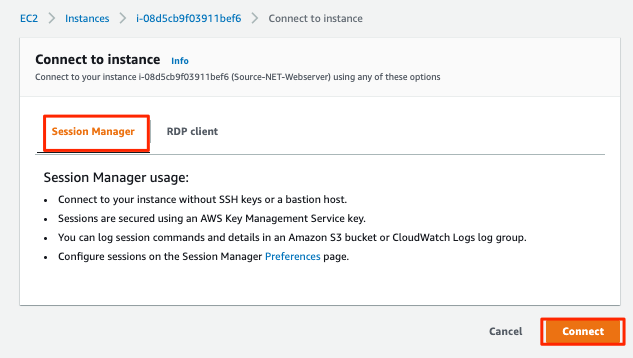 EC2 > Instances > i-08d5cb9f03911bef6 > Connect to instance
Connect to instance Info
Connect to your instance i-08d5cb9f03911bef6 (Source-NET-Webserver) using any of these options
Session Manager RDP client
Session Manager usage:
• Connect to your instance without SSH keys or a bastion host.
• Sessions are secured using an AWS Key Management Service key.
• You can log session commands and details in an Amazon S3 bucket or CloudWatch Logs log group.
• Configure sessions on the Session Manager Preferences page.
Cancel Connect